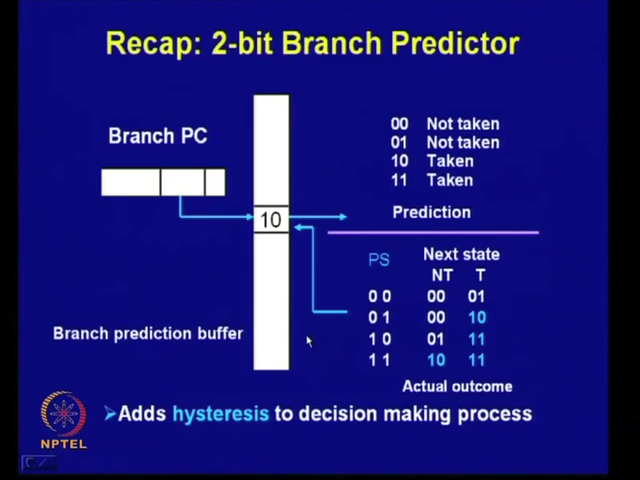 Recap: 2-bit Branch Predictor
Branch PC
00 Not taken
01 Not taken
10 Taken
11 Taken
10
Prediction
PS
Next state
NT T
0 0 00 01
0 1 00 10
1 0 01 11
1 1 10 11
Branch prediction buffer
Actual outcome
➢Adds hysteresis to decision making process
NPTEL